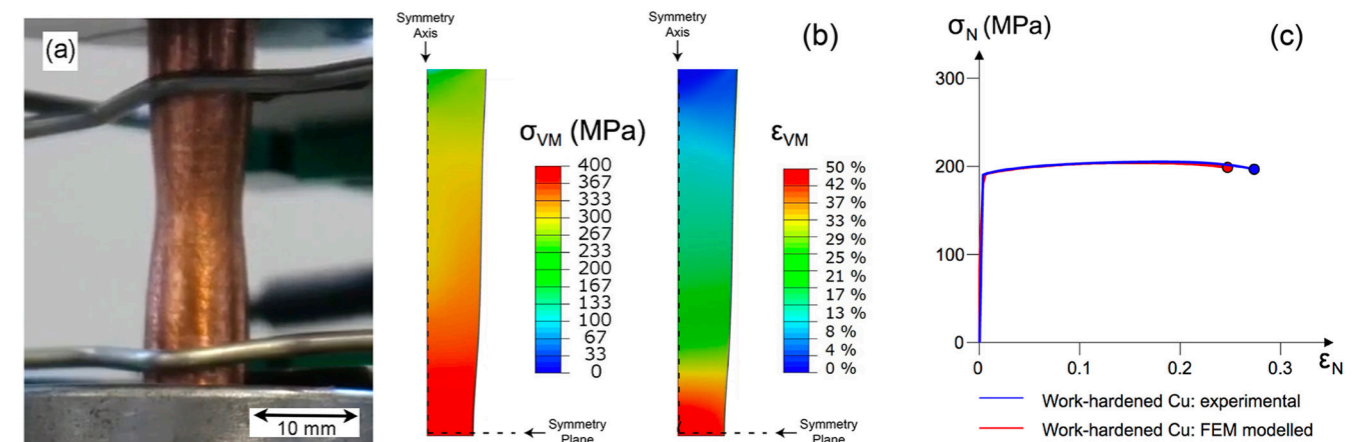 (a)
10 mm
Symmetry
Axis
σVM (MPa)
400
367
333
300
267
233
200
167
133
100
67
33
0
Symmetry
Plane
Symmetry
Axis
(b)
εVM
50 %
42 %
37 %
33 %
29 %
25 %
21 %
17 %
13 %
8 %
4 %
0 %
Symmetry
Plane
σN (MPa)
(c)
300
200
100
0
0
0.1
0.2
0.3
εN
Work-hardened Cu: experimental
Work-hardened Cu: FEM modelled